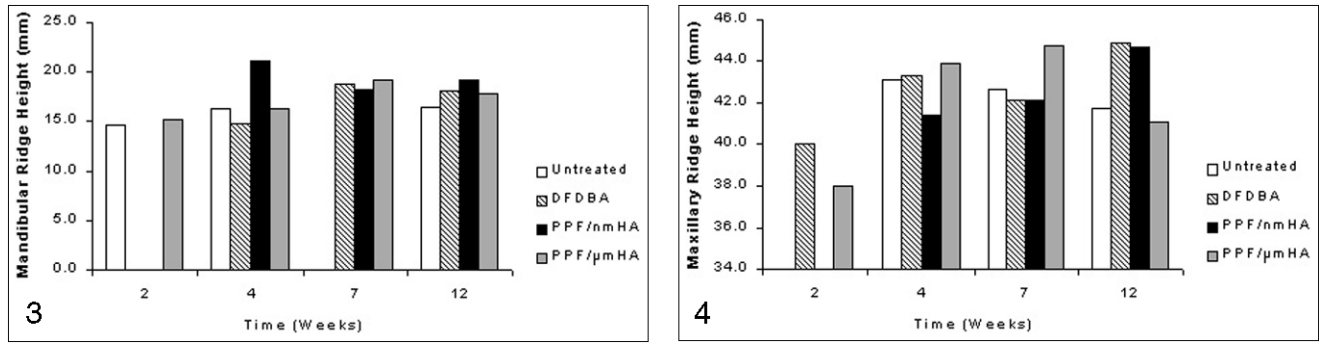 Mandibular Ridge Height (mm)
25.0
20.0
15.0
10.0
5.0
0.0
2
4
7
12
Time (Weeks)
Untreated
DFDBA
PPF/nmHA
PPF/µmHA
3
Maxillary Ridge Height (mm)
46.0
44.0
42.0
40.0
38.0
36.0
34.0
2
4
7
12
Time (Weeks)
Untreated
DFDBA
PPF/nmHA
PPF/µmHA
4